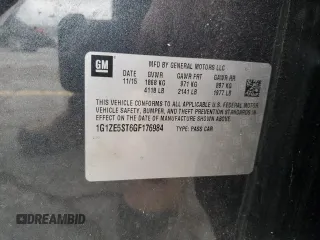 GM
MFD BY GENERAL MOTORS LLC
DATE GVWR GAWR FRT GAWR RR
11/15 1868 KG 971 KG 897 KG
4118 LB 2141 LB 1977 LB
THIS VEHICLE CONFORMS TO ALL APPLICABLE U.S. FEDERAL MOTOR
VEHICLE SAFETY, BUMPER, AND THEFT PREVENTION STANDARDS IN
EFFECT ON THE DATE OF MANUFACTURE SHOWN ABOVE.
1G1ZE5ST6GF176984 TYPE: PASS CAR
DREAMBID